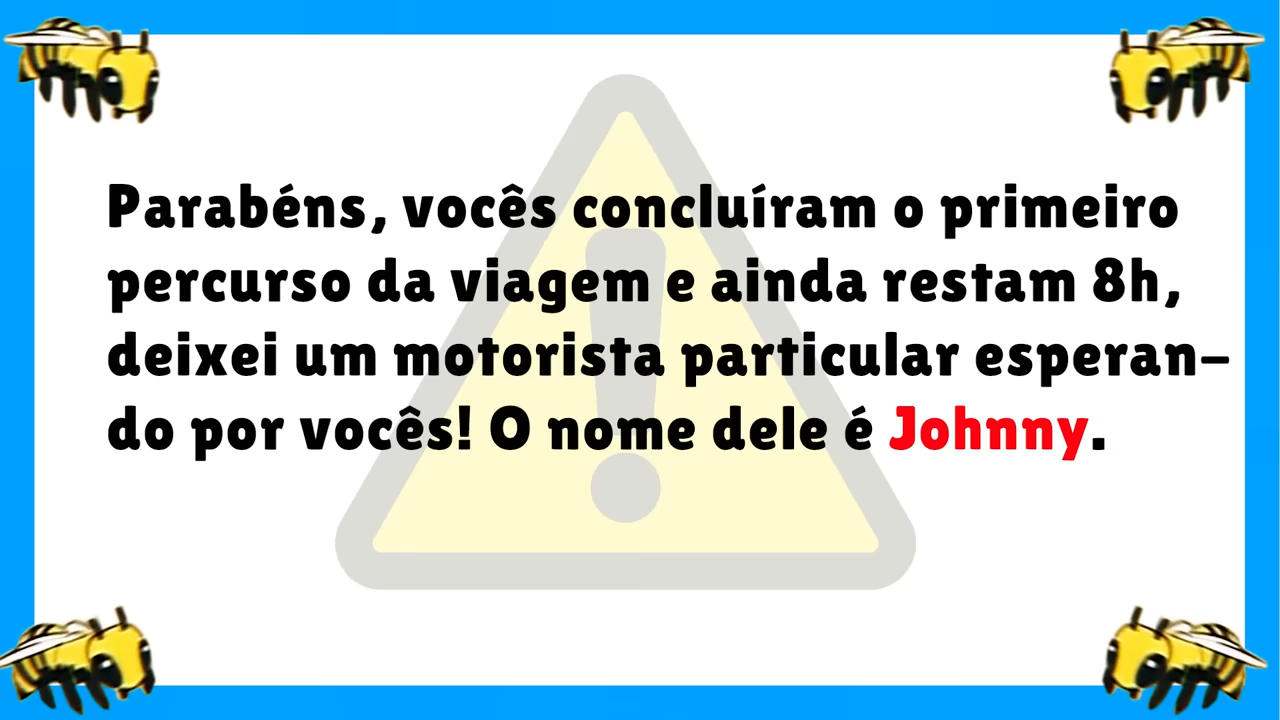 Parabéns, vocês concluíram o primeiro
percurso da viagem e ainda restam 8h,
deixei um motorista particular esperan-
do por vocês! O nome dele é Johnny.